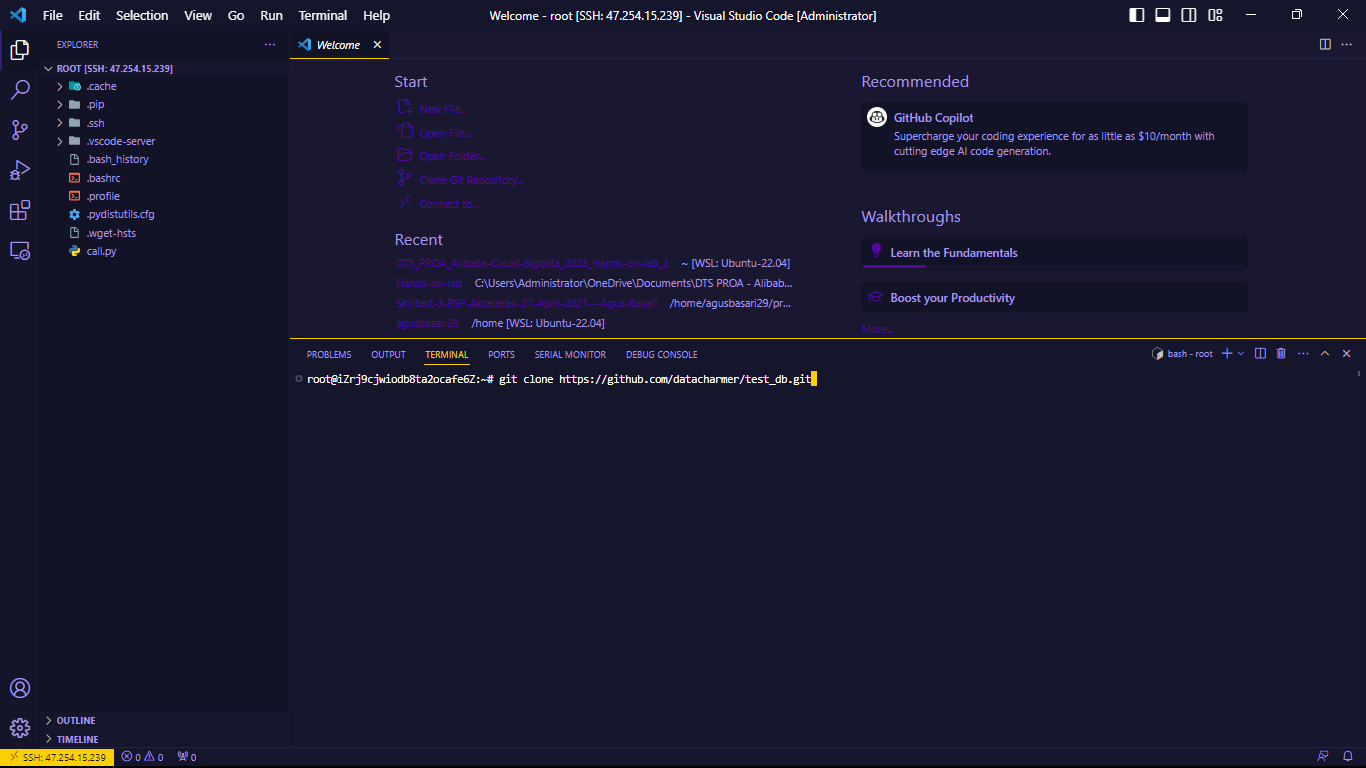 File Edit Selection View Go Run Terminal Help
Welcome - root [SSH: 47.254.15.239] - Visual Studio Code [Administrator]
EXPLORER
ROOT [SSH: 47.254.15.239]
.cache
.pip
.ssh
.vscode-server
.bash_history
.bashrc
.profile
.pydistutils.cfg
.wget-hsts
call.py
OUTLINE
TIMELINE
Welcome
Start
New File...
Open File...
Open Folder...
Clone Git Repository...
Connect to...
Recent
DTS_PROA_Alibaba-Cloud-Bigdata_2023_Hands-on-lab_2 ~ [WSL: Ubuntu-22.04]
Hands-on-lab C:\Users\Administrator\OneDrive\Documents\DTS PROA - Alibab...
Skilltest-3-RSP-Akselerasi-27-April-2021---Agus-Basari /home/agusbasari29/pr...
agusbasari29 /home [WSL: Ubuntu-22.04]
Recommended
GitHub Copilot
Supercharge your coding experience for as little as $10/month with
cutting edge AI code generation.
Walkthroughs
Learn the Fundamentals
Boost your Productivity
More...
PROBLEMS OUTPUT TERMINAL PORTS SERIAL MONITOR DEBUG CONSOLE
bash - root
root@iZrj9cjwiodb8ta2ocafe6Z:~# git clone https://github.com/datacharmer/test_db.git
SSH: 47.254.15.239 0 0 0